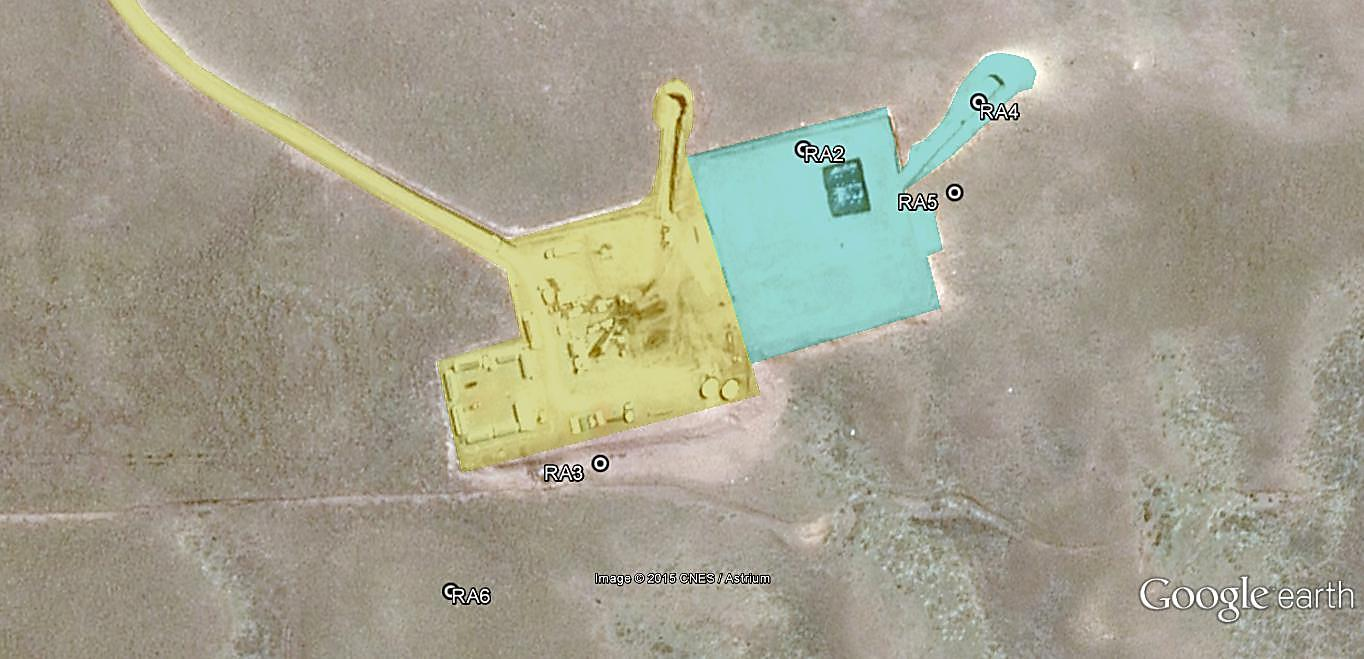 RA4
RA2
RA5
RA3
Image © 2015 CNES / Astrium
RA6
Google earth